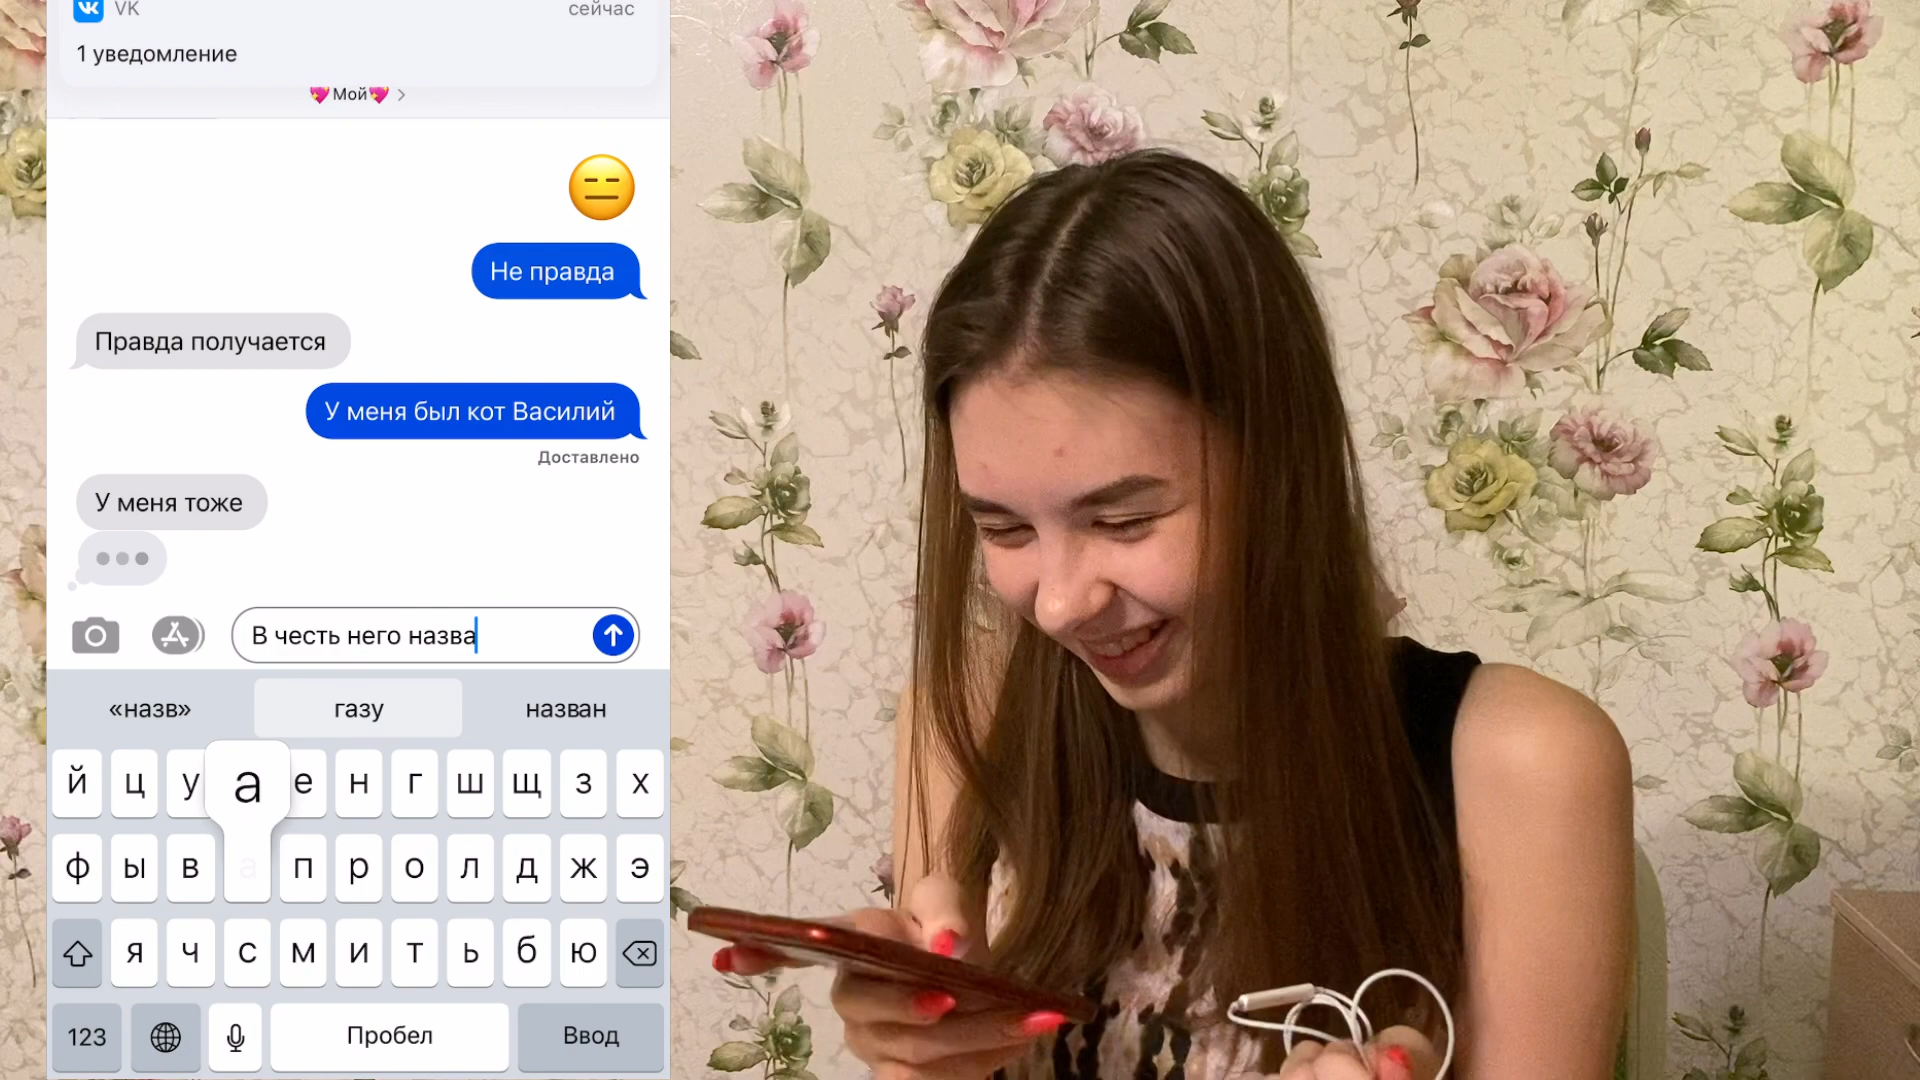 VK
сейчас
1 уведомление
💖Мой💖
😑
Не правда
Правда получается
У меня был кот Василий
Доставлено
У меня тоже
В честь него назва
«назв» газу назван
й ц у а е н г ш щ з х
ф ы в а п р о л д ж э
я ч с м и т ь б ю
123 Пробел Ввод